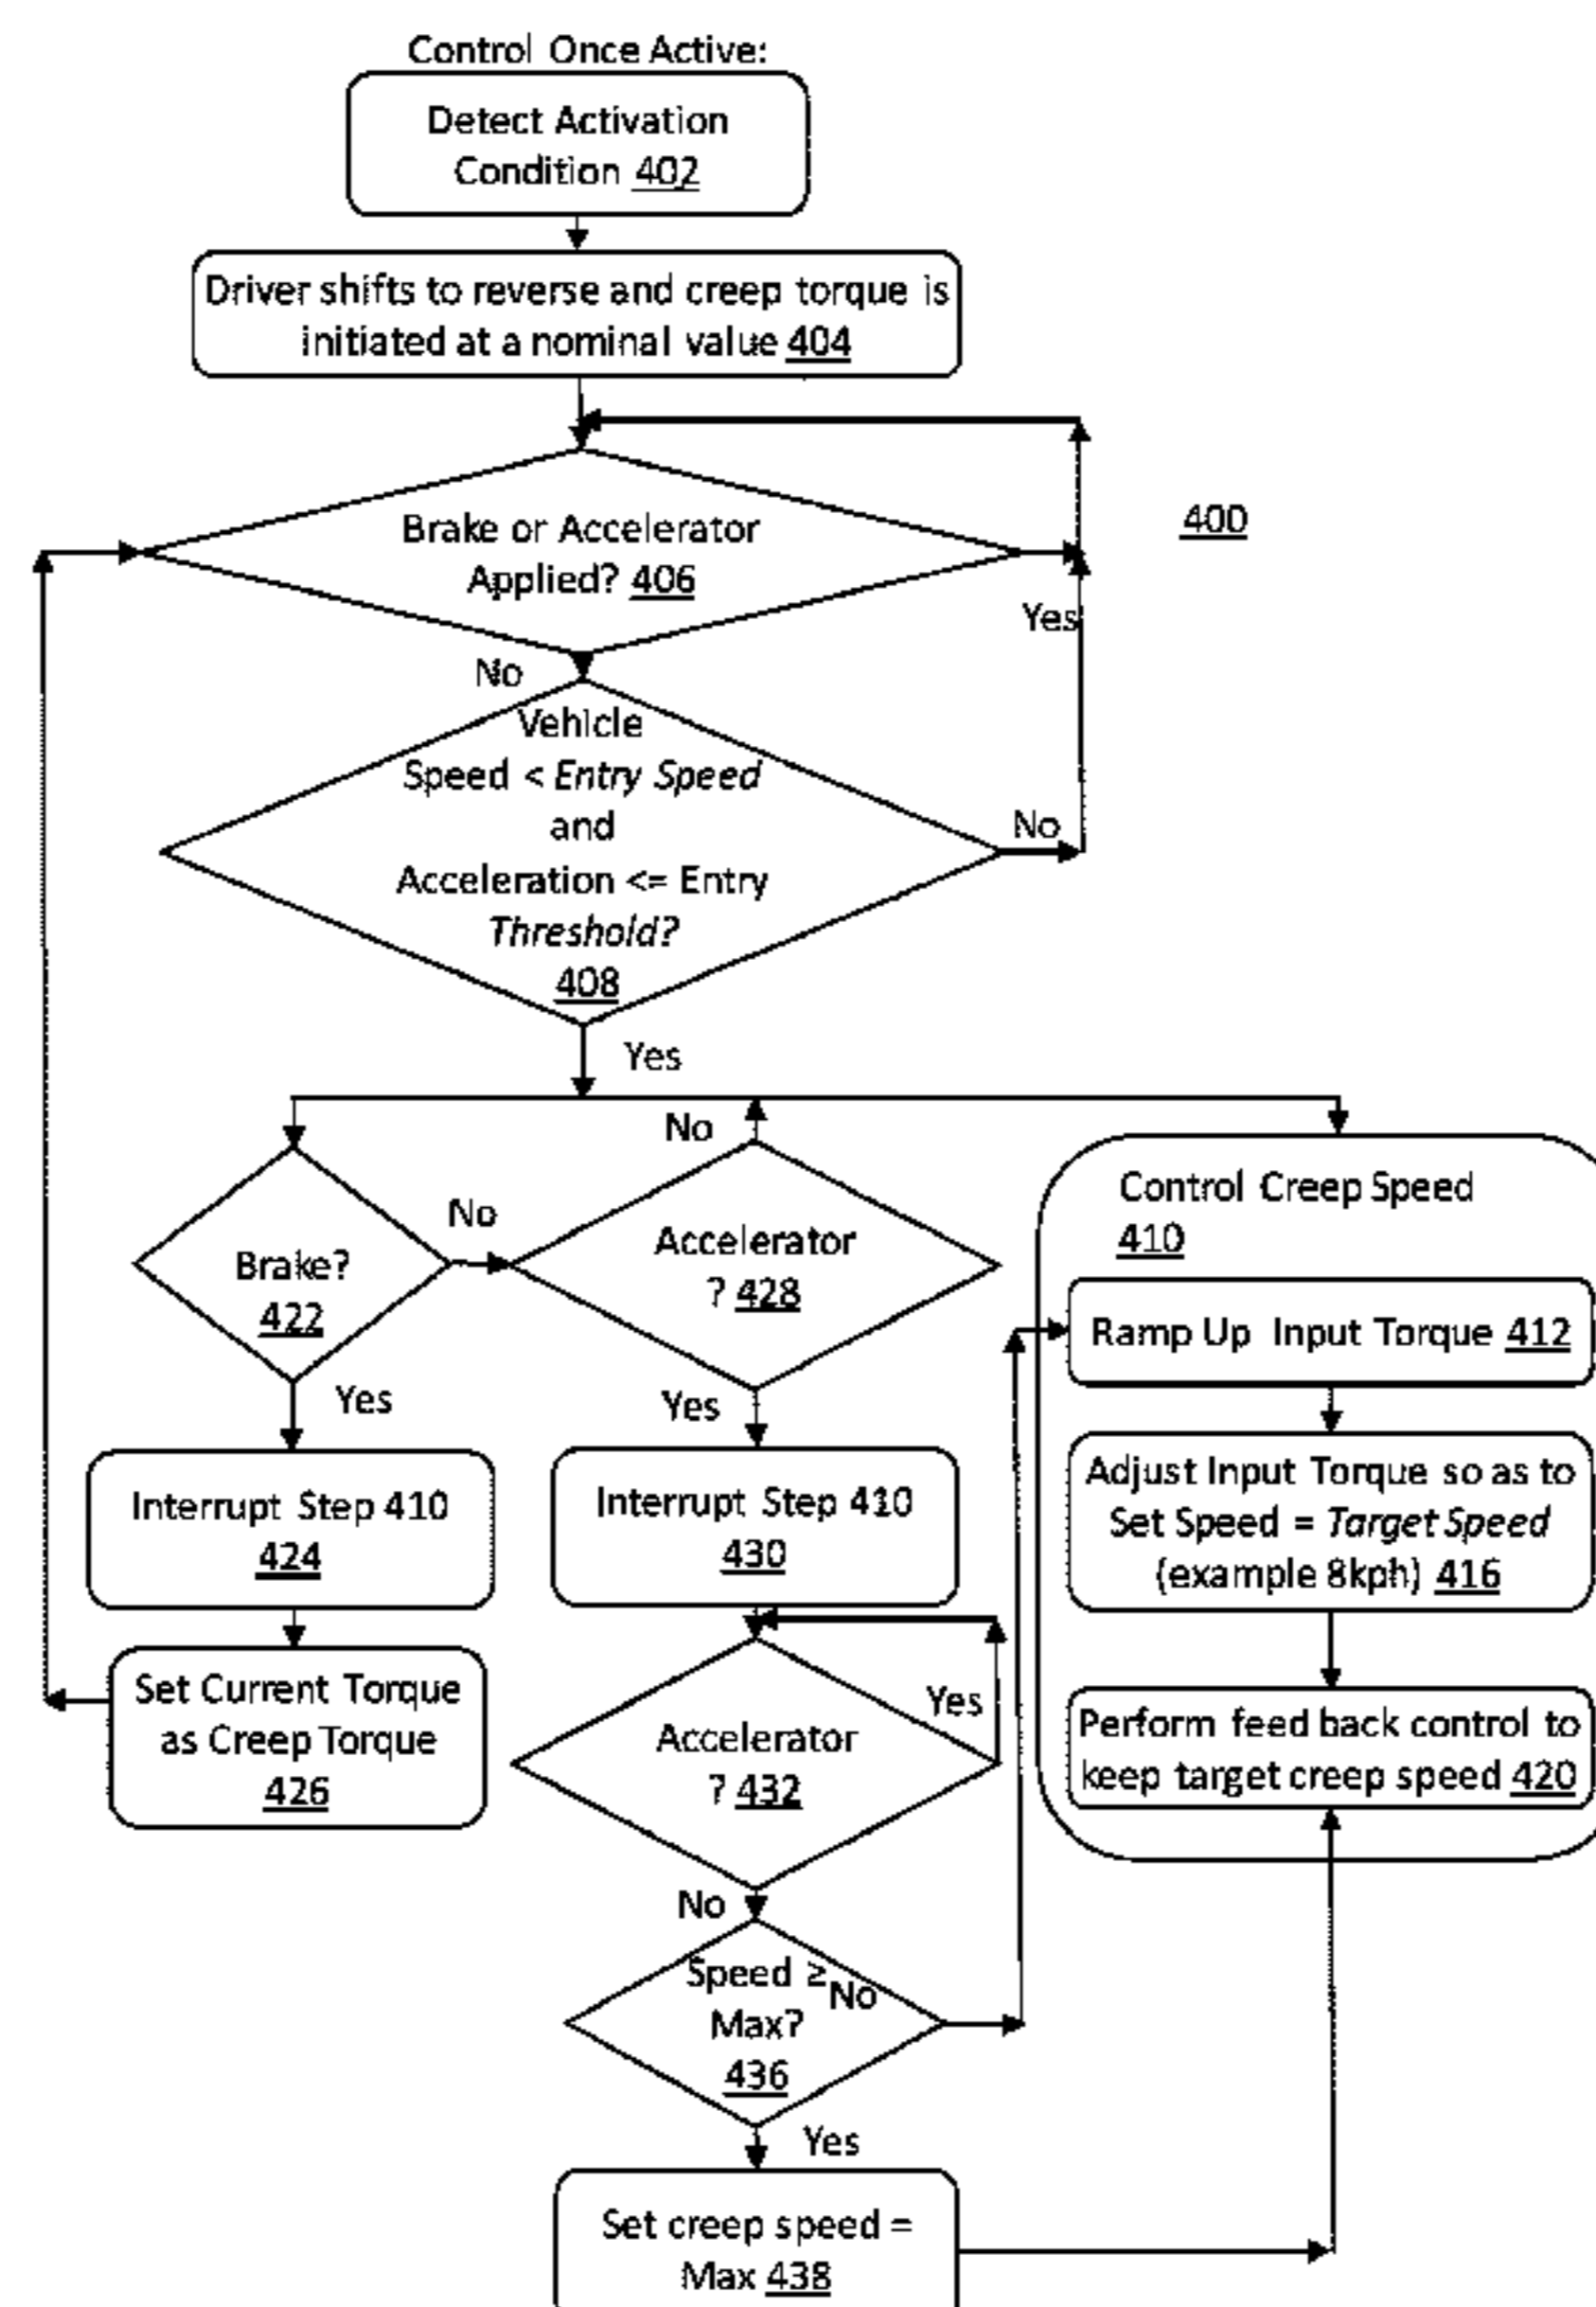 Control Once Active:
Detect Activation
Condition 402
Driver shifts to reverse and creep torque is
initiated at a nominal value 404
400
Brake or Accelerator
Applied? 406
Yes
No
Vehicle
Speed < Entry Speed
and
Acceleration <= Entry
Threshold?
408
No
Yes
No
Brake?
422
No
Accelerator
? 428
Control Creep Speed
410
Ramp Up Input Torque 412
Yes
Yes
Adjust Input Torque so as to
Set Speed = Target Speed
(example 8kph) 416
Interrupt Step 410
424
Interrupt Step 410
430
Set Current Torque
as Creep Torque
426
Accelerator
? 432
Yes
Perform feed back control to
keep target creep speed 420
No
Speed ≥
Max?
436
No
Yes
Set creep speed =
Max 438